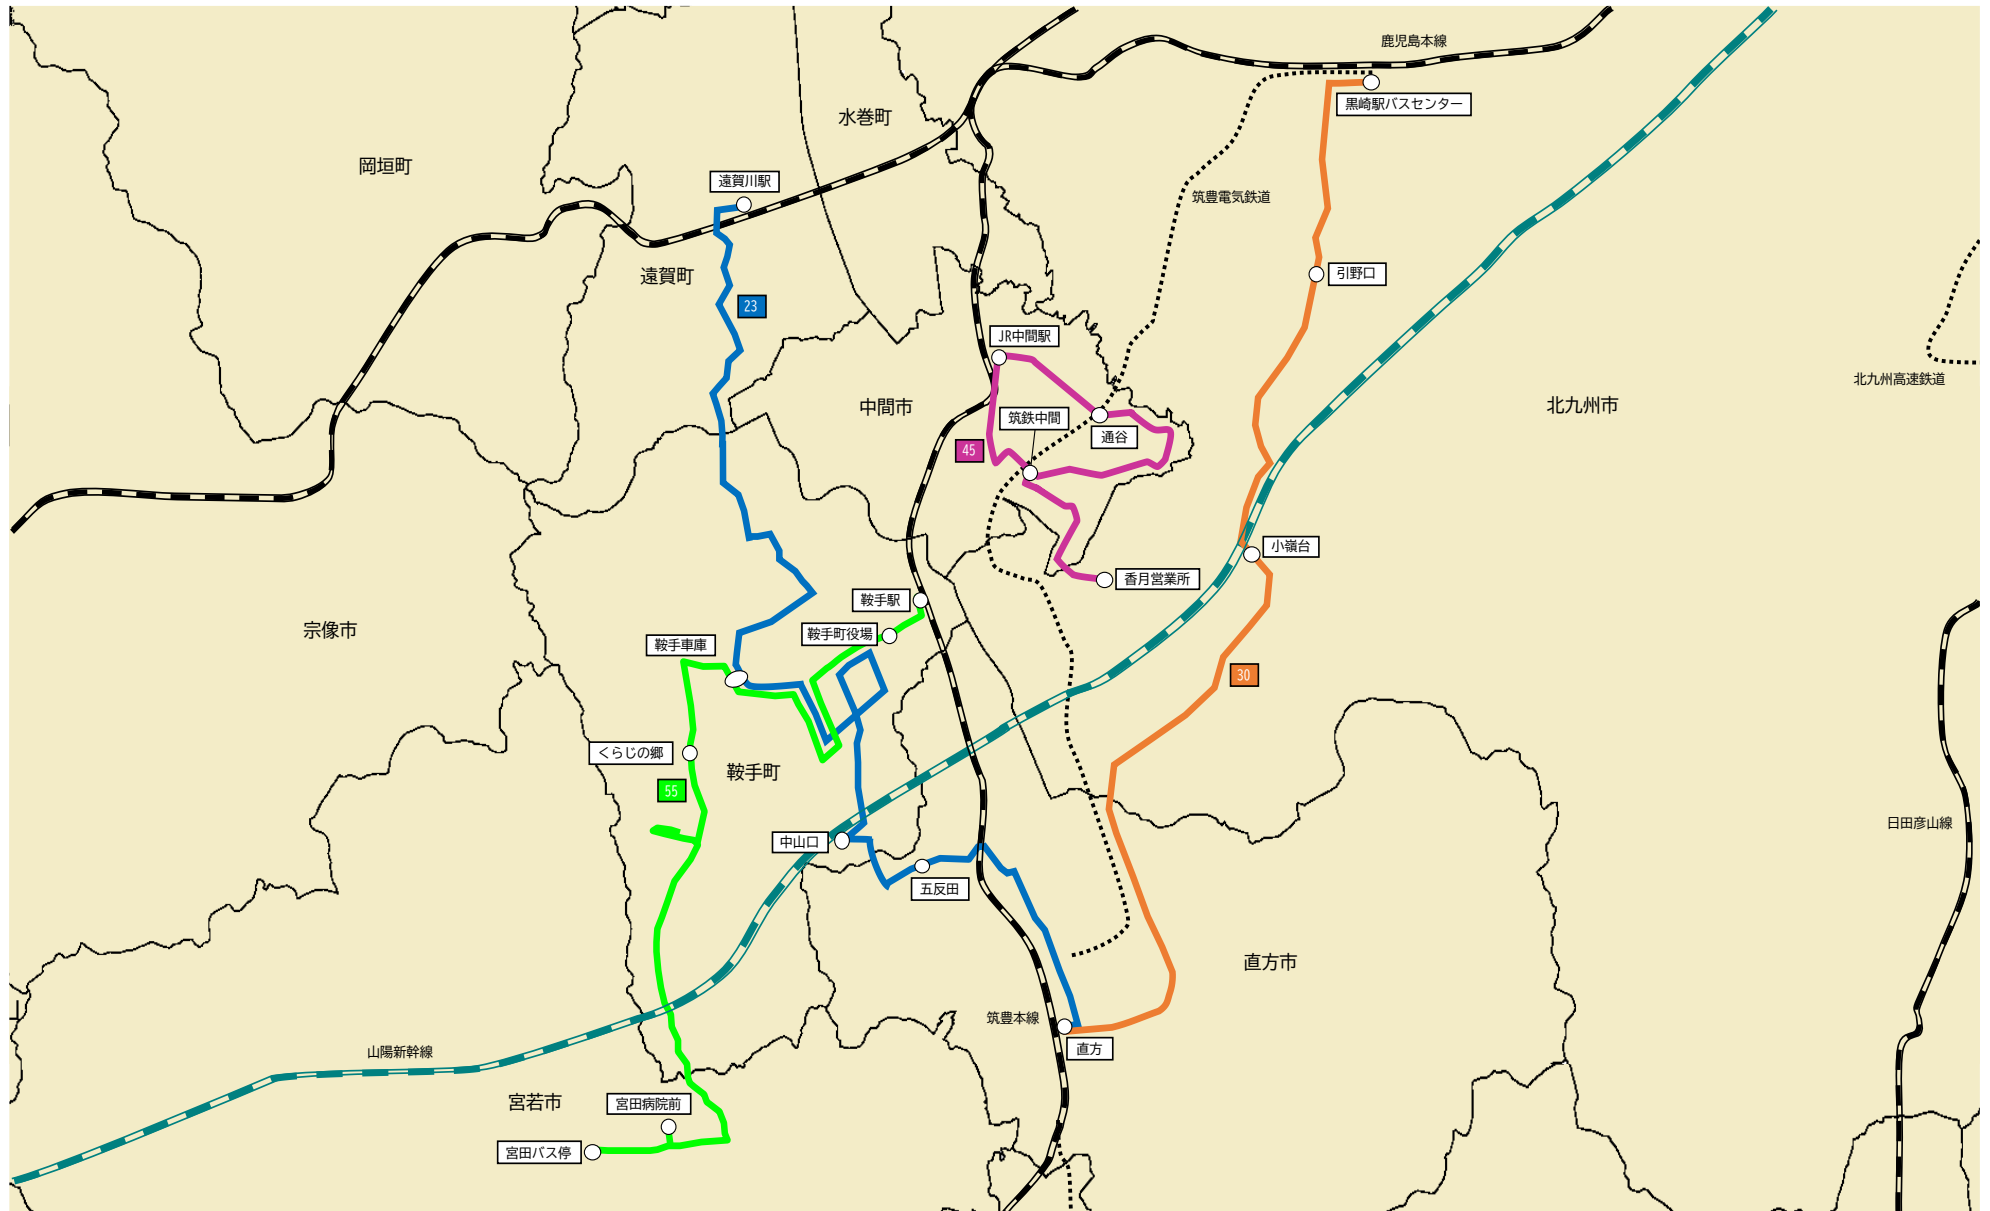 鹿児島本線
黒崎駅バスセンター
水巻町
岡垣町
遠賀川駅
筑豊電気鉄道
遠賀町
引野口
23
JR中間駅
北九州高速鉄道
中間市
北九州市
筑鉄中間
通谷
45
小嶺台
香月営業所
鞍手駅
宗像市
鞍手町役場
鞍手車庫
30
くらじの郷
鞍手町
55
日田彦山線
中山口
五反田
直方市
筑豊本線
山陽新幹線
直方
宮若市
宮田病院前
宮田バス停